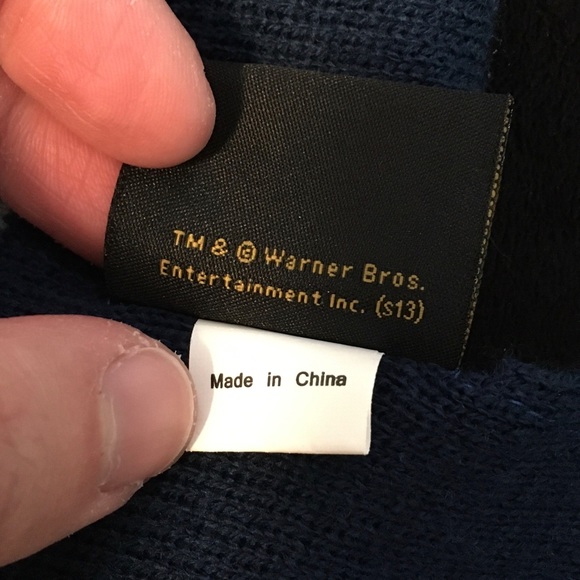 TM & © Warner Bros.
Entertainment Inc. (s13)
Made in China